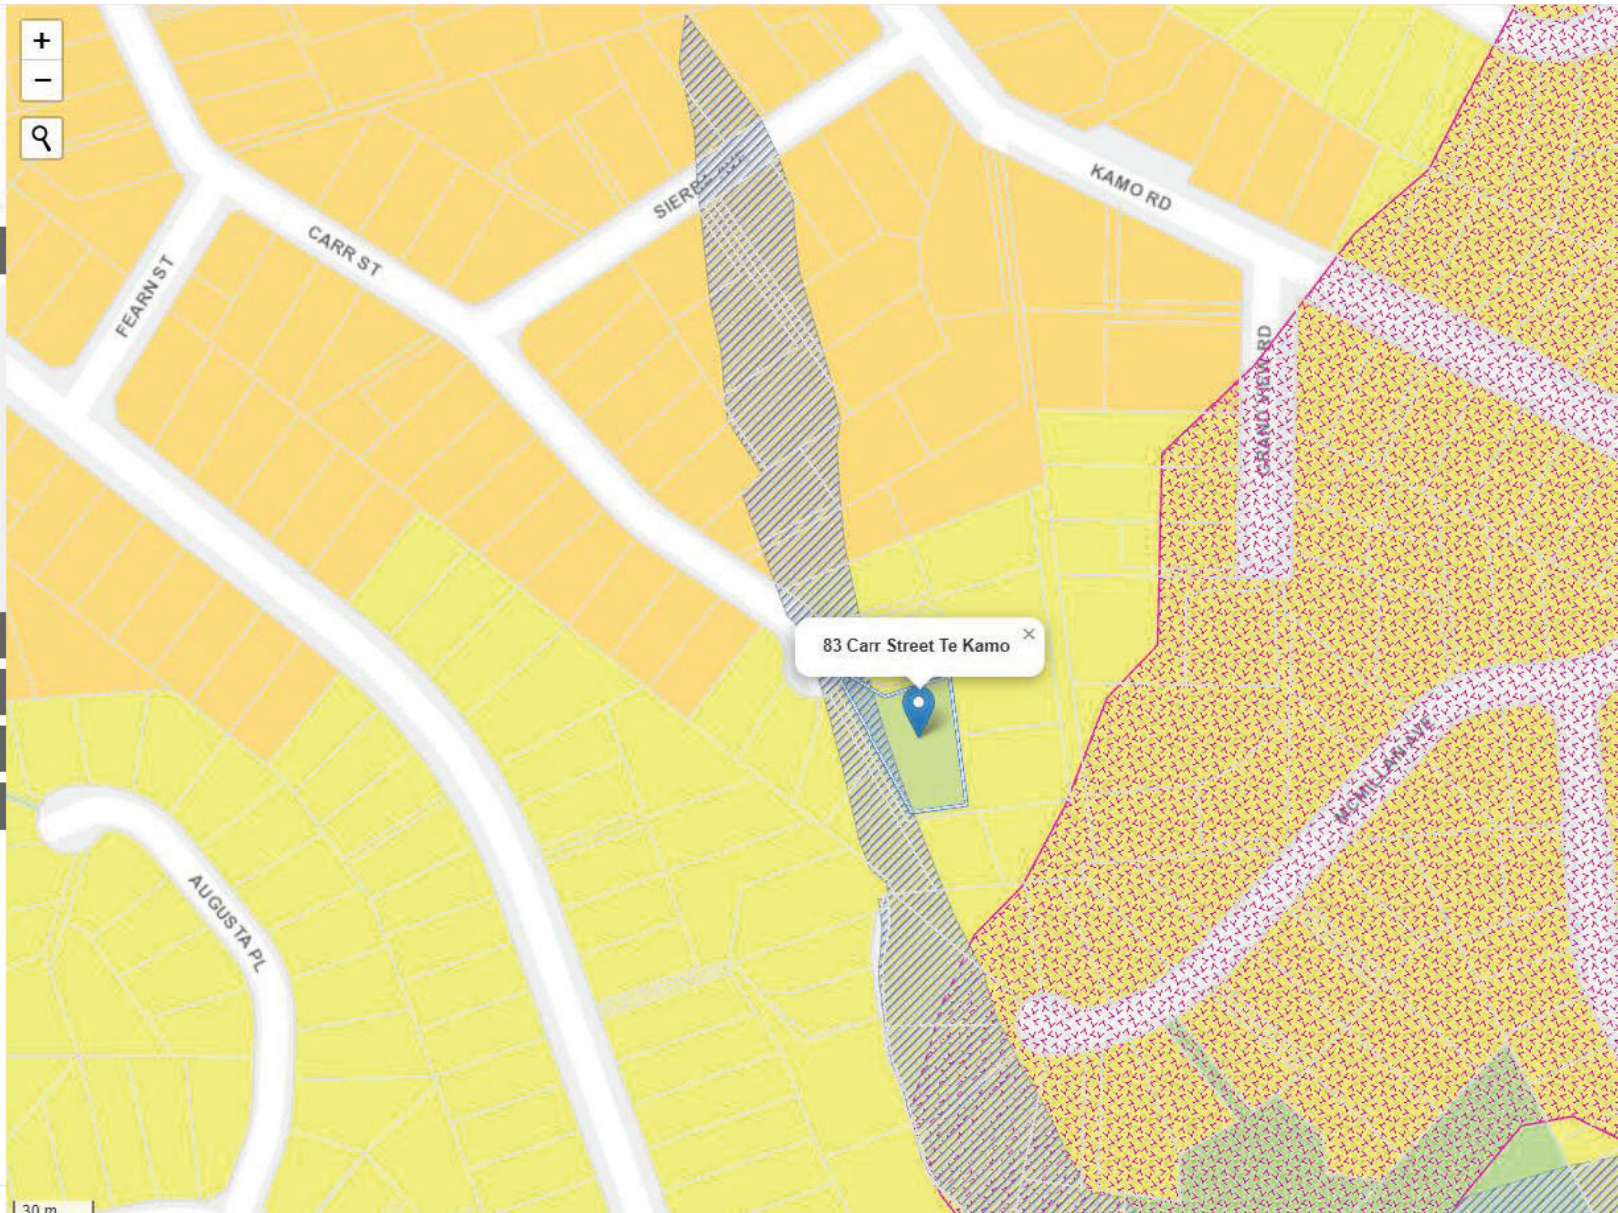 +
−
SIERRA AVE
KAMO RD
CARR ST
FEARN ST
GRAND VIEW RD
83 Carr Street Te Kamo ×
MCMILLAN AVE
AUGUSTA PL
30 m